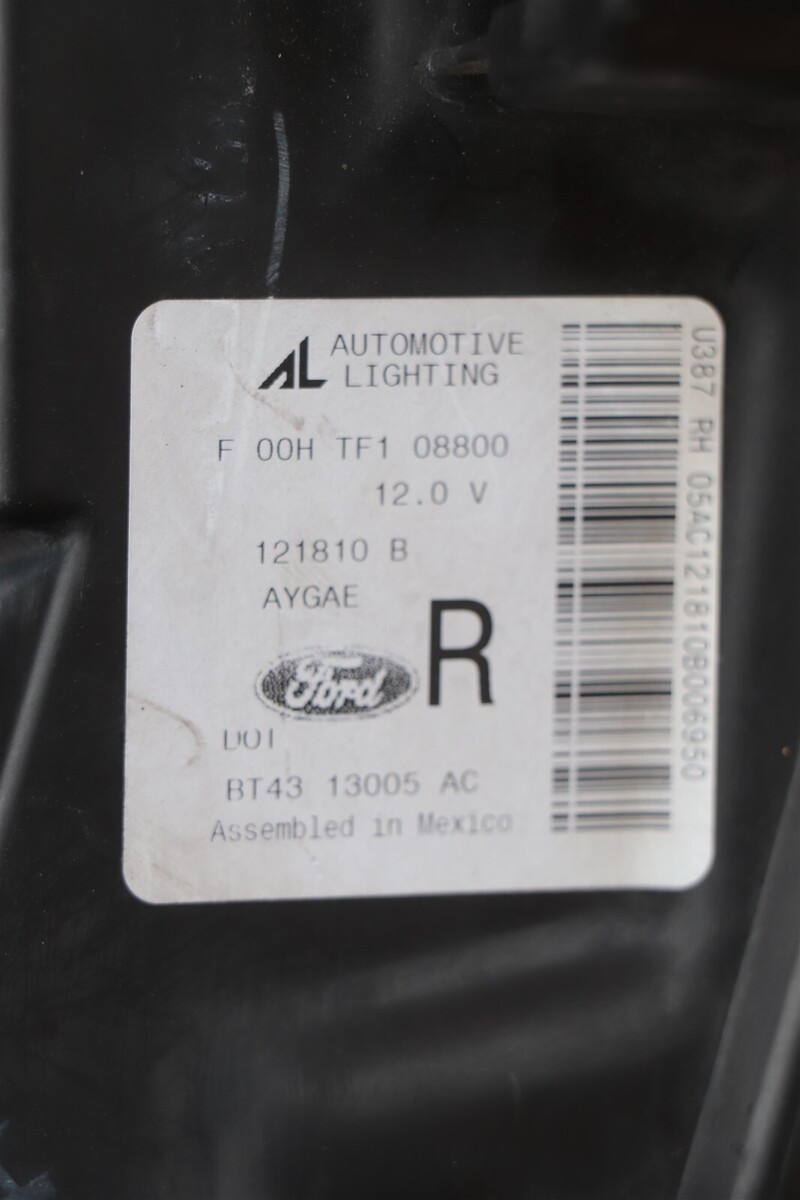 AL AUTOMOTIVE
LIGHTING
F 00H TF1 08800
12.0 V
121810 B
AYGAE
Ford
R
DOT
BT43 13005 AC
Assembled in Mexico
U387 RH 05AC121810B006950